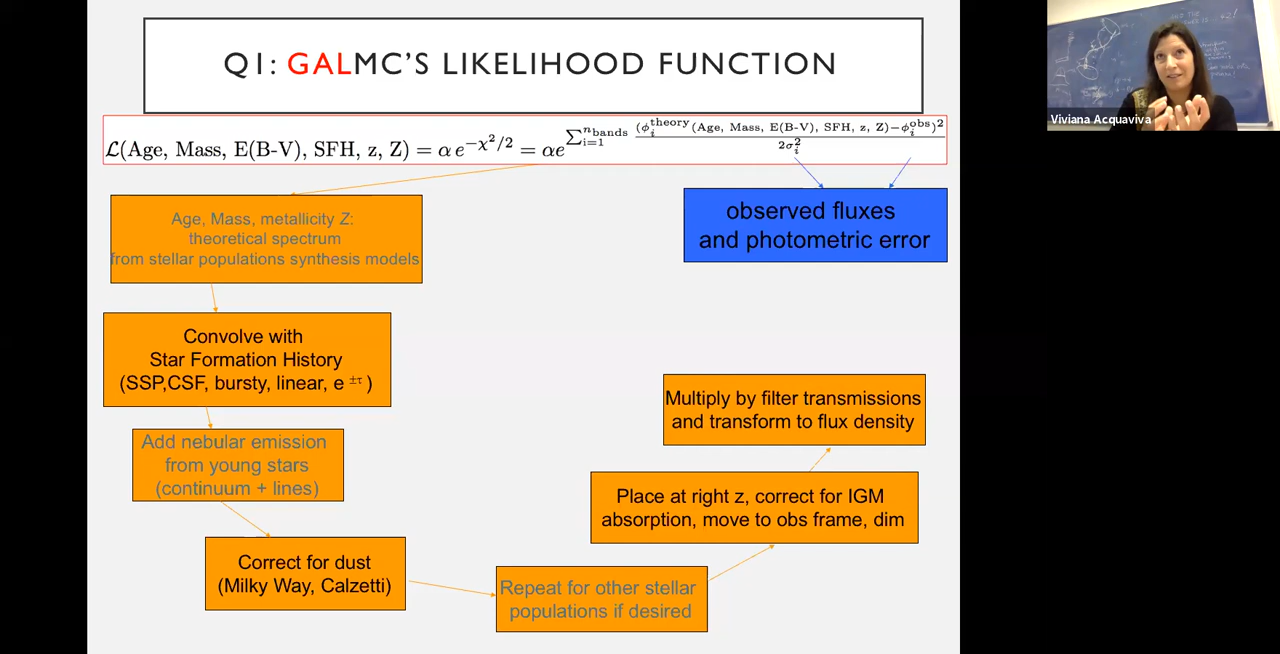 Q1: GALMC'S LIKELIHOOD FUNCTION
Viviana Acquaviva
ℒ(Age, Mass, E(B-V), SFH, z, Z) = α e^{-χ²/2} = αe^{∑_{i=1}^{n_bands} (ϕ_i^theory(Age, Mass, E(B-V), SFH, z, Z)−ϕ_i^obs)² / 2σ_i²}
observed fluxes
and photometric error
Age, Mass, metallicity Z:
theoretical spectrum
from stellar populations synthesis models
Convolve with
Star Formation History
(SSP,CSF, bursty, linear, e ±τ)
Add nebular emission
from young stars
(continuum + lines)
Correct for dust
(Milky Way, Calzetti)
Repeat for other stellar
populations if desired
Place at right z, correct for IGM
absorption, move to obs frame, dim
Multiply by filter transmissions
and transform to flux density